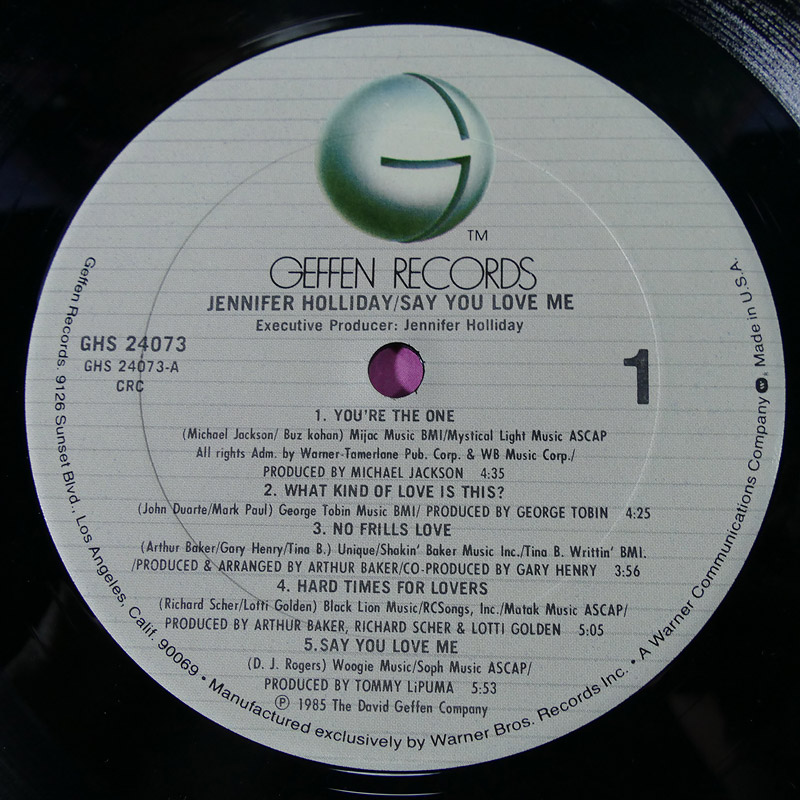 TM
GEFFEN RECORDS
JENNIFER HOLLIDAY/SAY YOU LOVE ME
Executive Producer: Jennifer Holliday
GHS 24073
GHS 24073-A
CRC
1
1. YOU'RE THE ONE
(Michael Jackson/ Buz kohan) Mijac Music BMI/Mystical Light Music ASCAP
All rights Adm. by Warner-Tamerlane Pub. Corp. & WB Music Corp./
PRODUCED BY MICHAEL JACKSON 4:35
2. WHAT KIND OF LOVE IS THIS?
(John Duarte/Mark Paul) George Tobin Music BMI/ PRODUCED BY GEORGE TOBIN 4:25
3. NO FRILLS LOVE
(Arthur Baker/Gary Henry/Tina B.) Unique/Shakin' Baker Music Inc./Tina B. Writtin' BMI.
/PRODUCED & ARRANGED BY ARTHUR BAKER/CO-PRODUCED BY GARY HENRY 3:56
4. HARD TIMES FOR LOVERS
(Richard Scher/Lotti Golden) Black Lion Music/RCSongs, Inc./Matak Music ASCAP/
PRODUCED BY ARTHUR BAKER, RICHARD SCHER & LOTTI GOLDEN 5:05
5.SAY YOU LOVE ME
(D. J. Rogers) Woogie Music/Soph Music ASCAP/
PRODUCED BY TOMMY LiPUMA 5:53
℗ 1985 The David Geffen Company
Geffen Records, 9126 Sunset Blvd., Los Angeles, Calif. 90069 • Manufactured exclusively by Warner Bros. Records Inc. • A Warner Communications Company. Made in U.S.A.